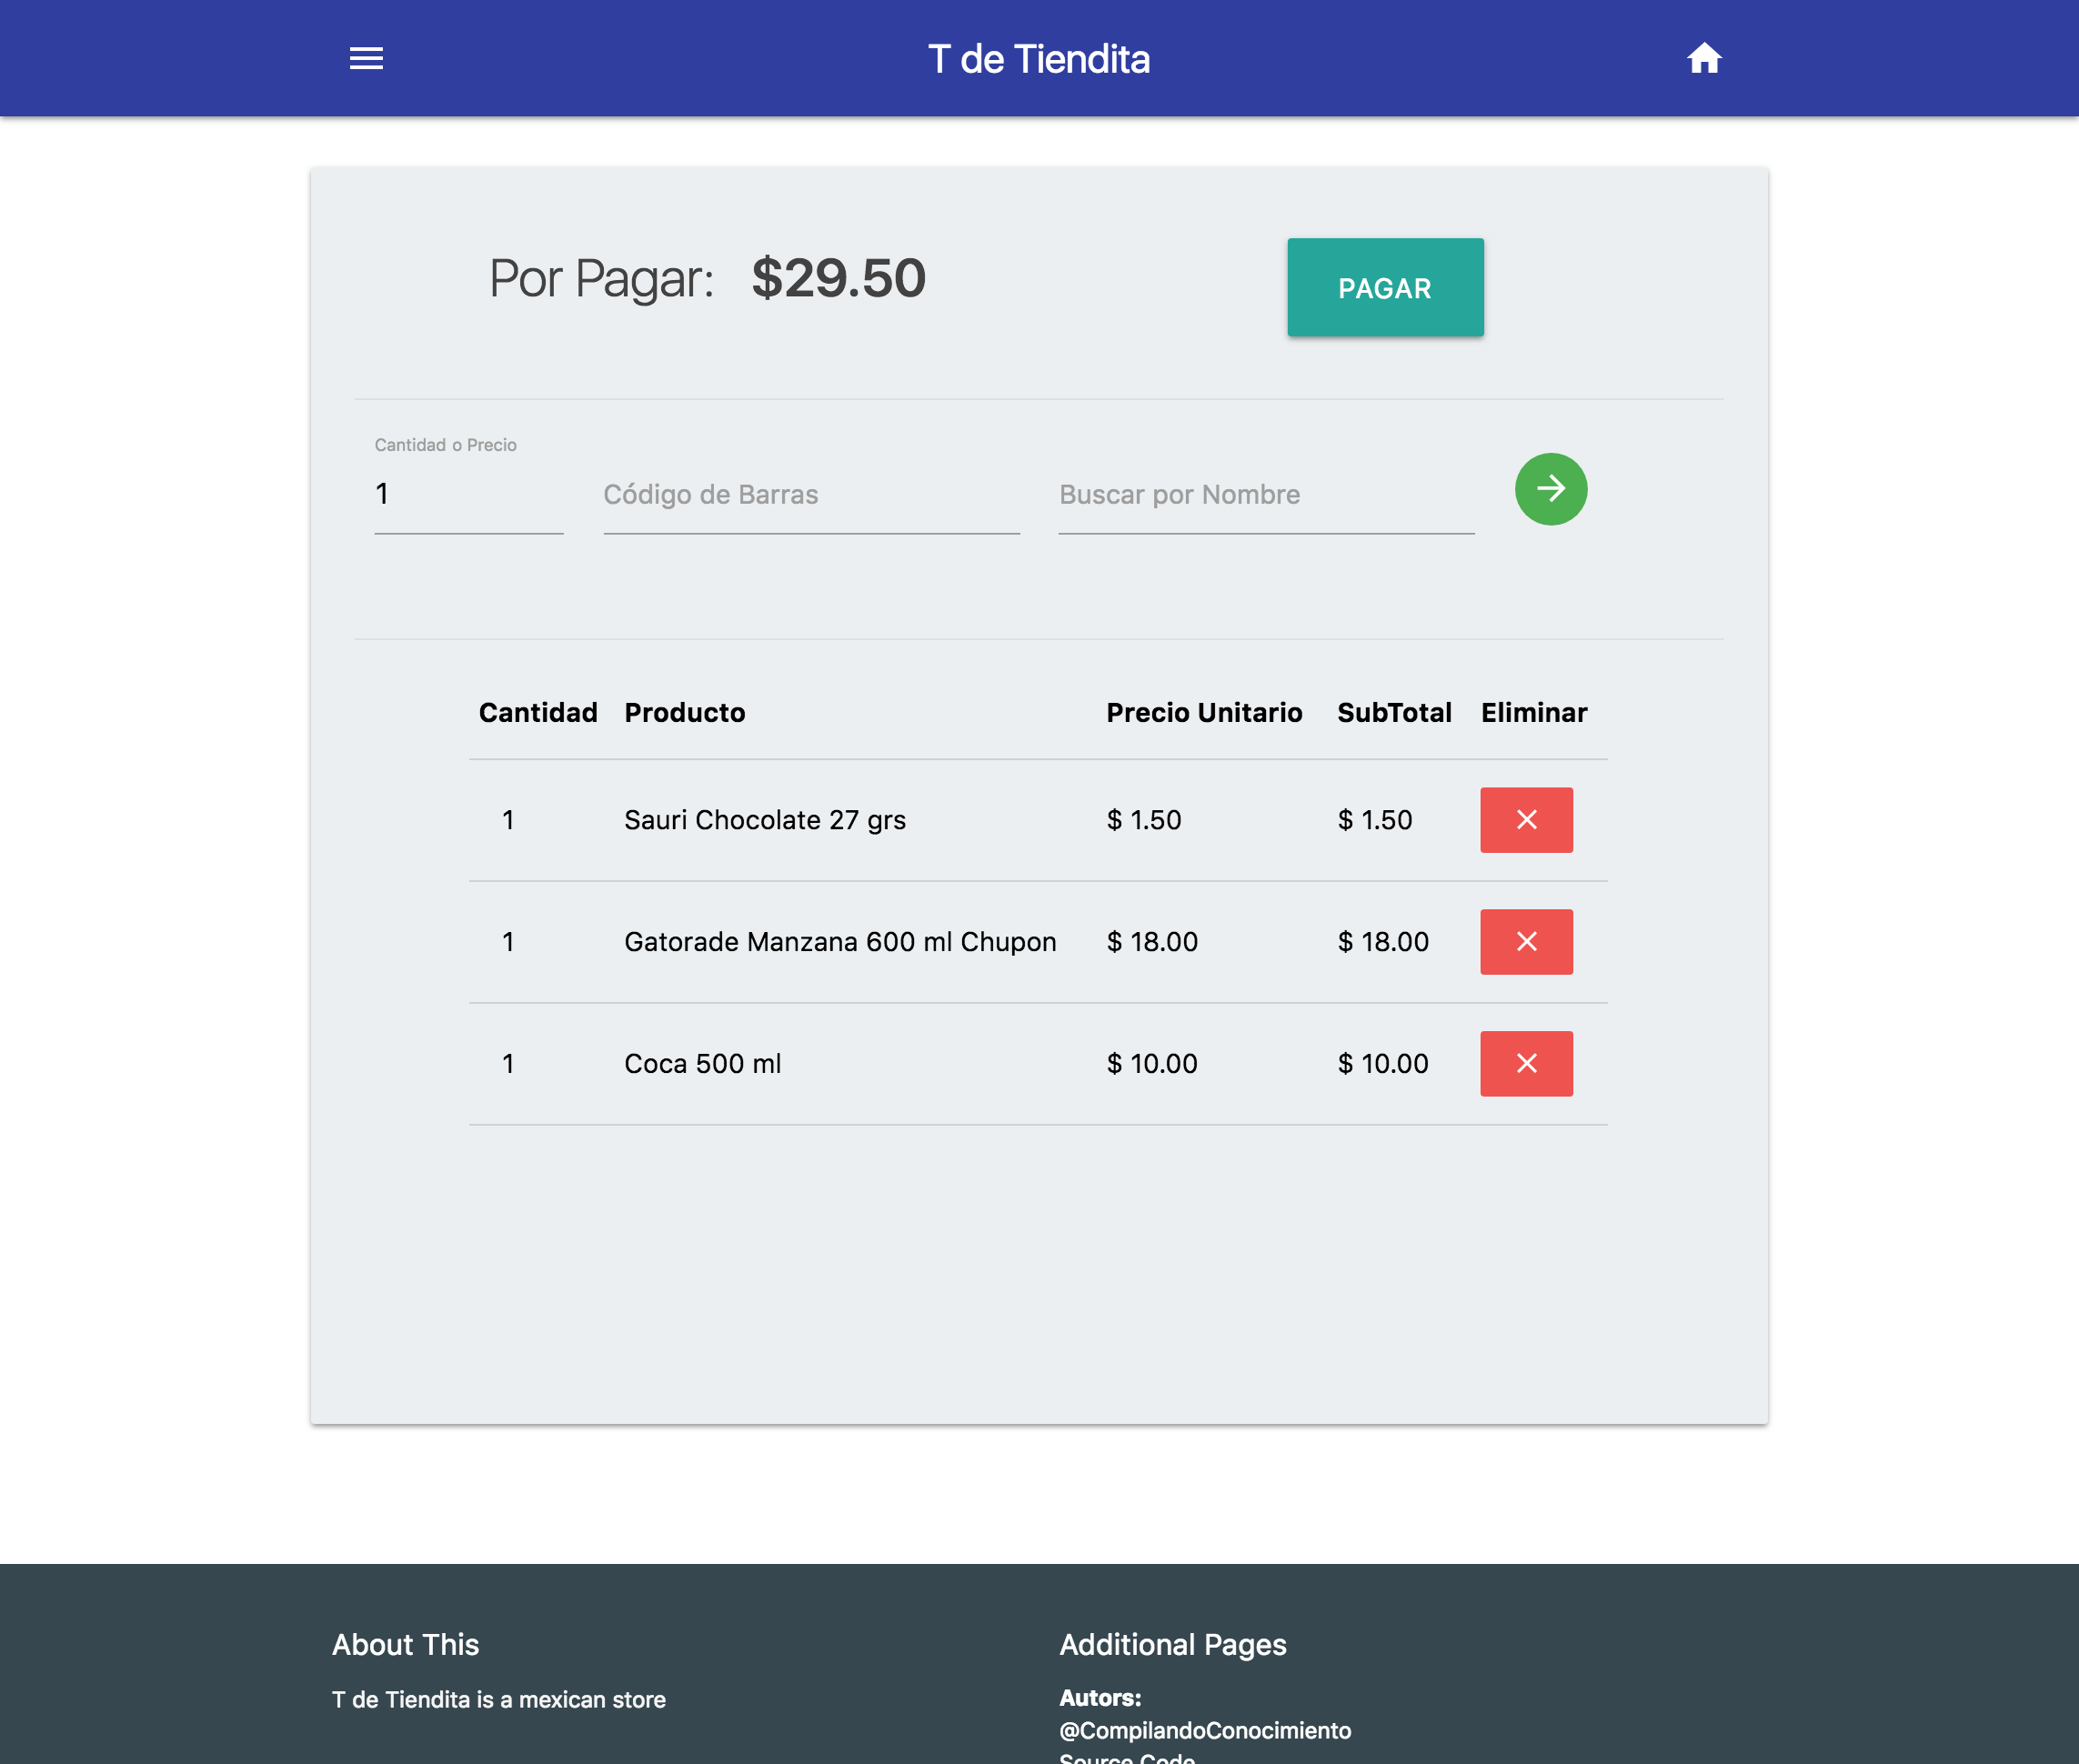 T de Tiendita
Por Pagar: $29.50
PAGAR
Cantidad o Precio
1
Código de Barras
Buscar por Nombre
Cantidad Producto Precio Unitario SubTotal Eliminar
1 Sauri Chocolate 27 grs $ 1.50 $ 1.50
1 Gatorade Manzana 600 ml Chupon $ 18.00 $ 18.00
1 Coca 500 ml $ 10.00 $ 10.00
About This
T de Tiendita is a mexican store
Additional Pages
Autors:
@CompilandoConocimiento
Source Code